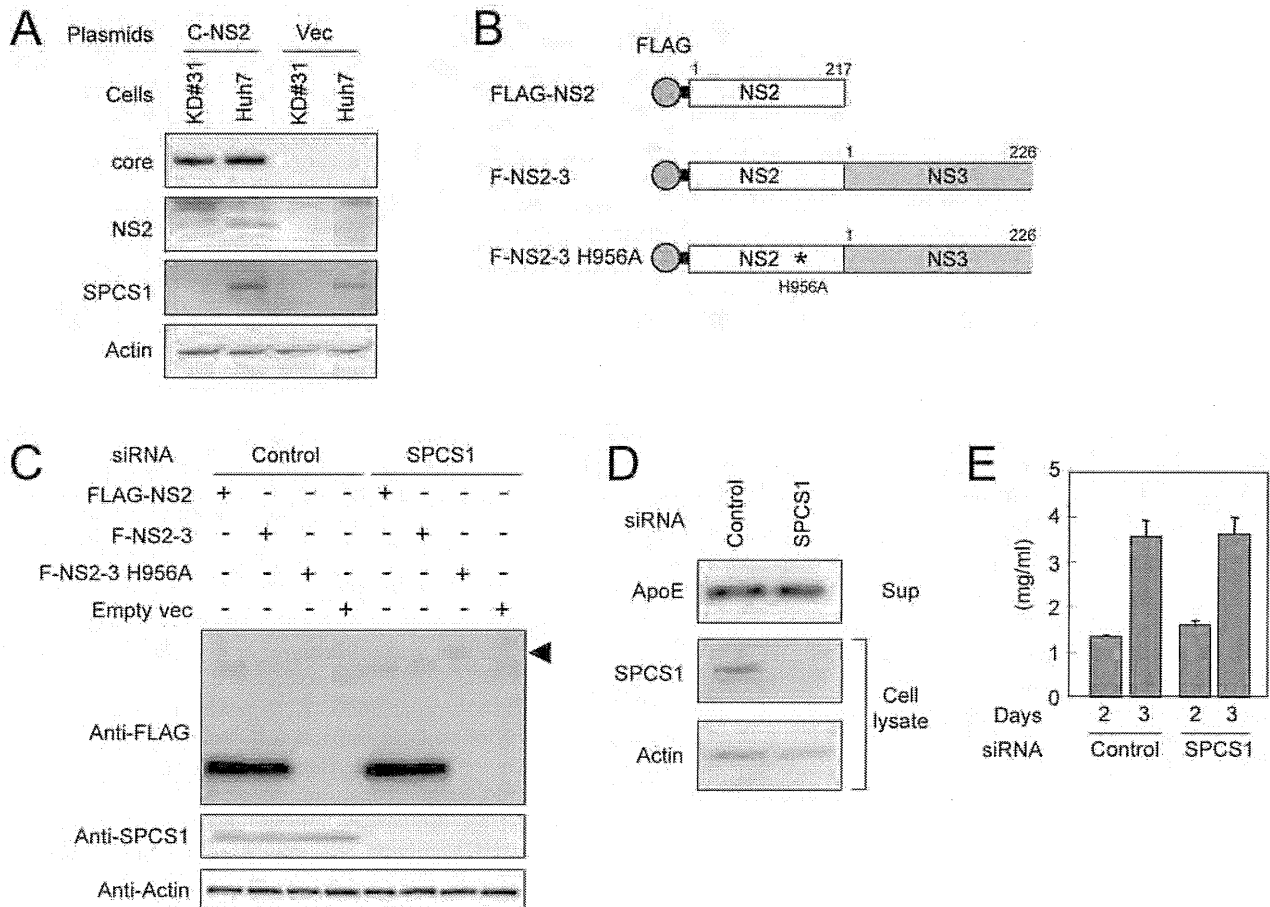 A
Plasmids C-NS2 Vec
Cells KD#31 Huh7 KD#31 Huh7
core
NS2
SPCS1
Actin
B
FLAG
1 217
FLAG-NS2 NS2
1 226
F-NS2-3 NS2 NS3
1 226
F-NS2-3 H956A NS2 * NS3
H956A
C
siRNA Control SPCS1
FLAG-NS2 + - - - + - - -
F-NS2-3 - + - - - + - -
F-NS2-3 H956A - - + - - - + -
Empty vec - - - + - - - +
Anti-FLAG
Anti-SPCS1
Anti-Actin
D
siRNA Control SPCS1
ApoE Sup
SPCS1
Cell
lysate
Actin
E
(mg/ml)
5
4
3
2
1
0
Days 2 3 2 3
siRNA Control SPCS1